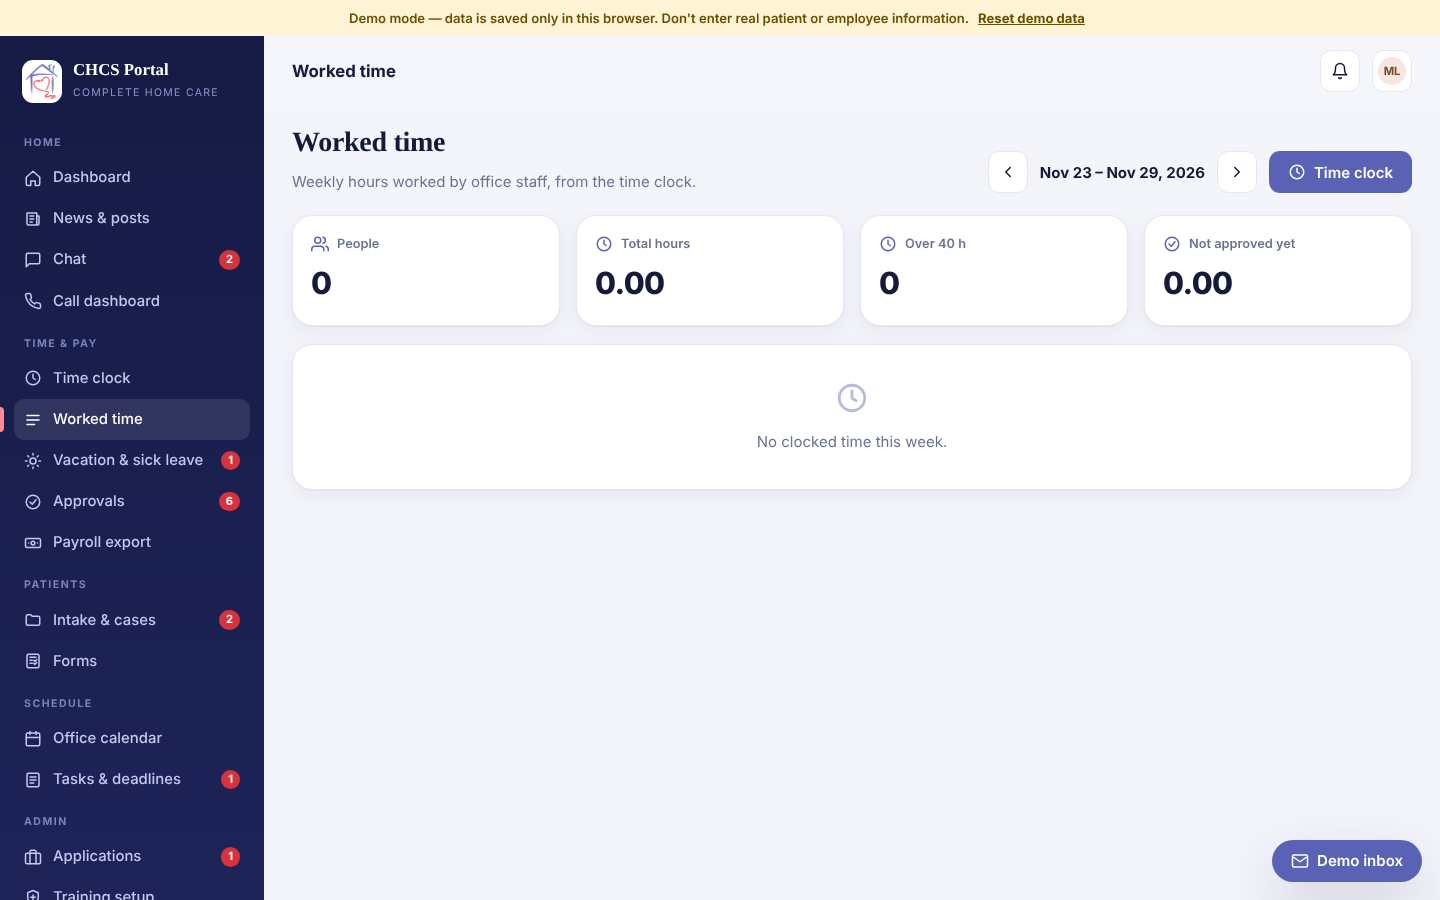 Demo mode — data is saved only in this browser. Don't enter real patient or employee information. Reset demo data
CHCS Portal
COMPLETE HOME CARE
HOME
Dashboard
News & posts
Chat 2
Call dashboard
TIME & PAY
Time clock
Worked time
Vacation & sick leave 1
Approvals 6
Payroll export
PATIENTS
Intake & cases 2
Forms
SCHEDULE
Office calendar
Tasks & deadlines 1
ADMIN
Applications 1
Training setup
Worked time
ML
Worked time
Weekly hours worked by office staff, from the time clock.
Nov 23 – Nov 29, 2026
Time clock
People
0
Total hours
0.00
Over 40 h
0
Not approved yet
0.00
No clocked time this week.
Demo inbox